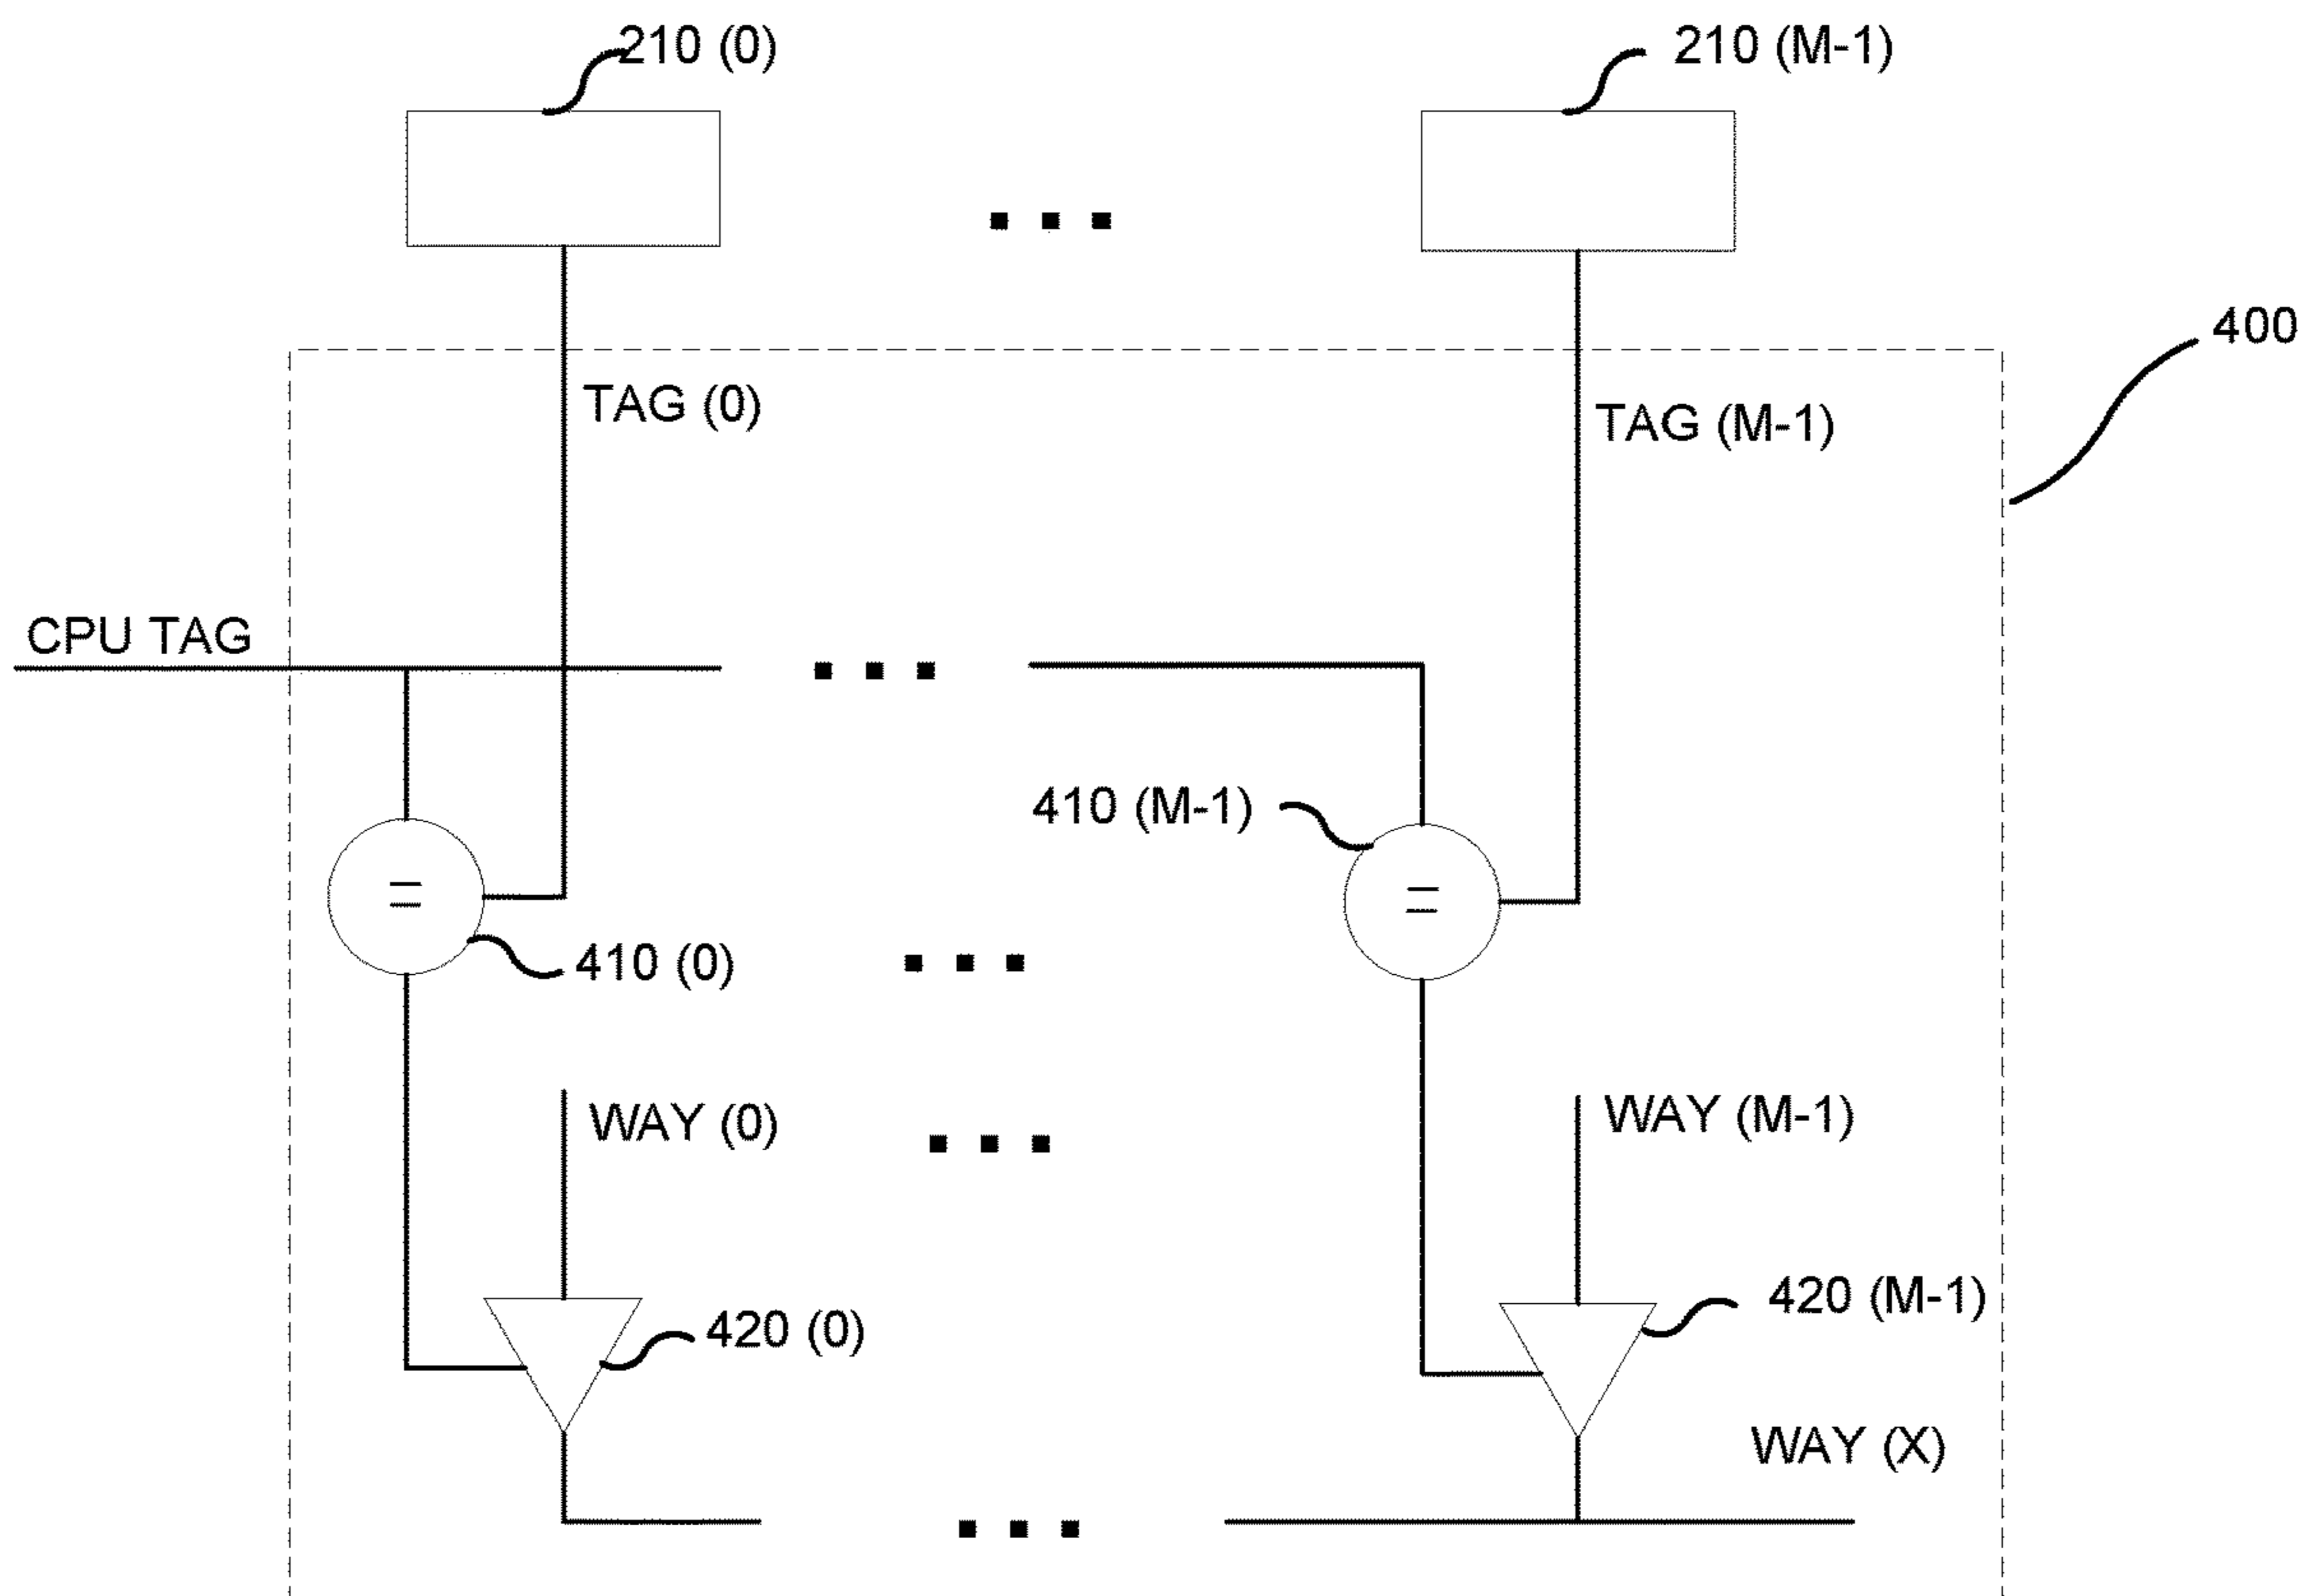 210 (0)
210 (M-1)
400
TAG (0)
TAG (M-1)
CPU TAG
410 (M-1)
=
=
410 (0)
WAY (0)
WAY (M-1)
420 (M-1)
420 (0)
WAY (X)